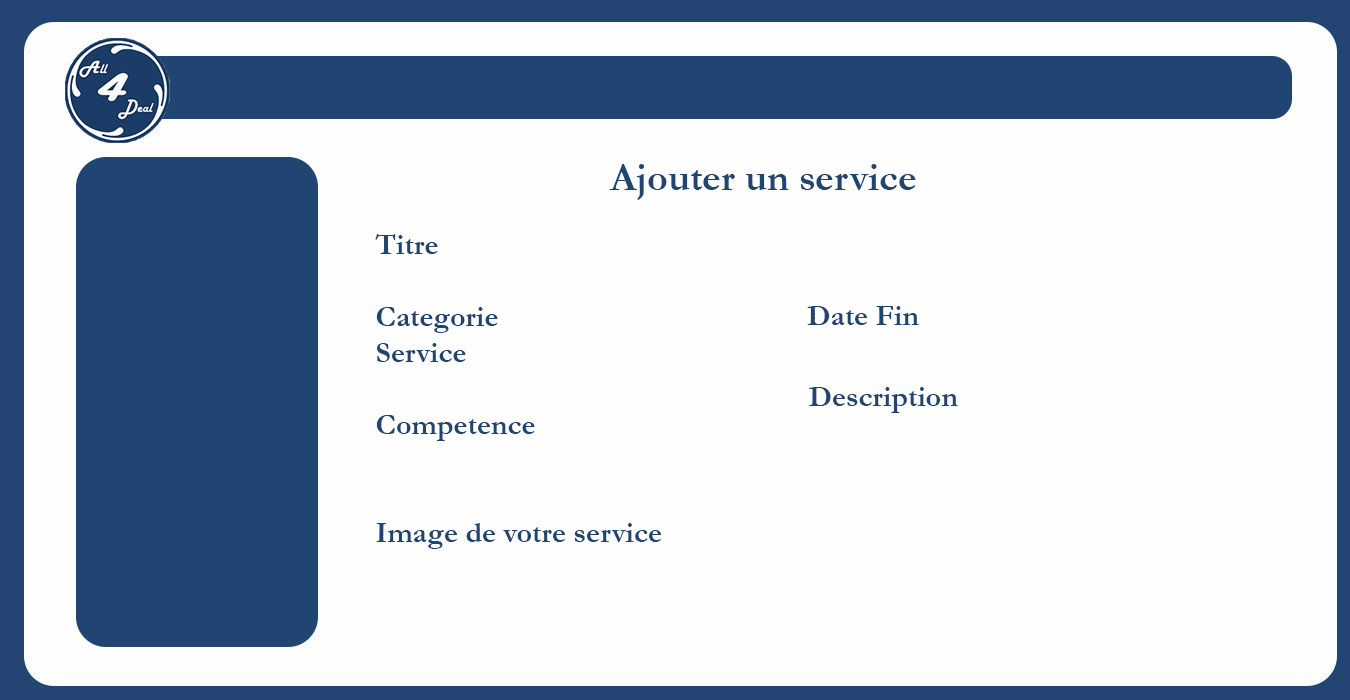 All
4
Deal
Ajouter un service
Titre
Categorie
Service
Date Fin
Description
Competence
Image de votre service